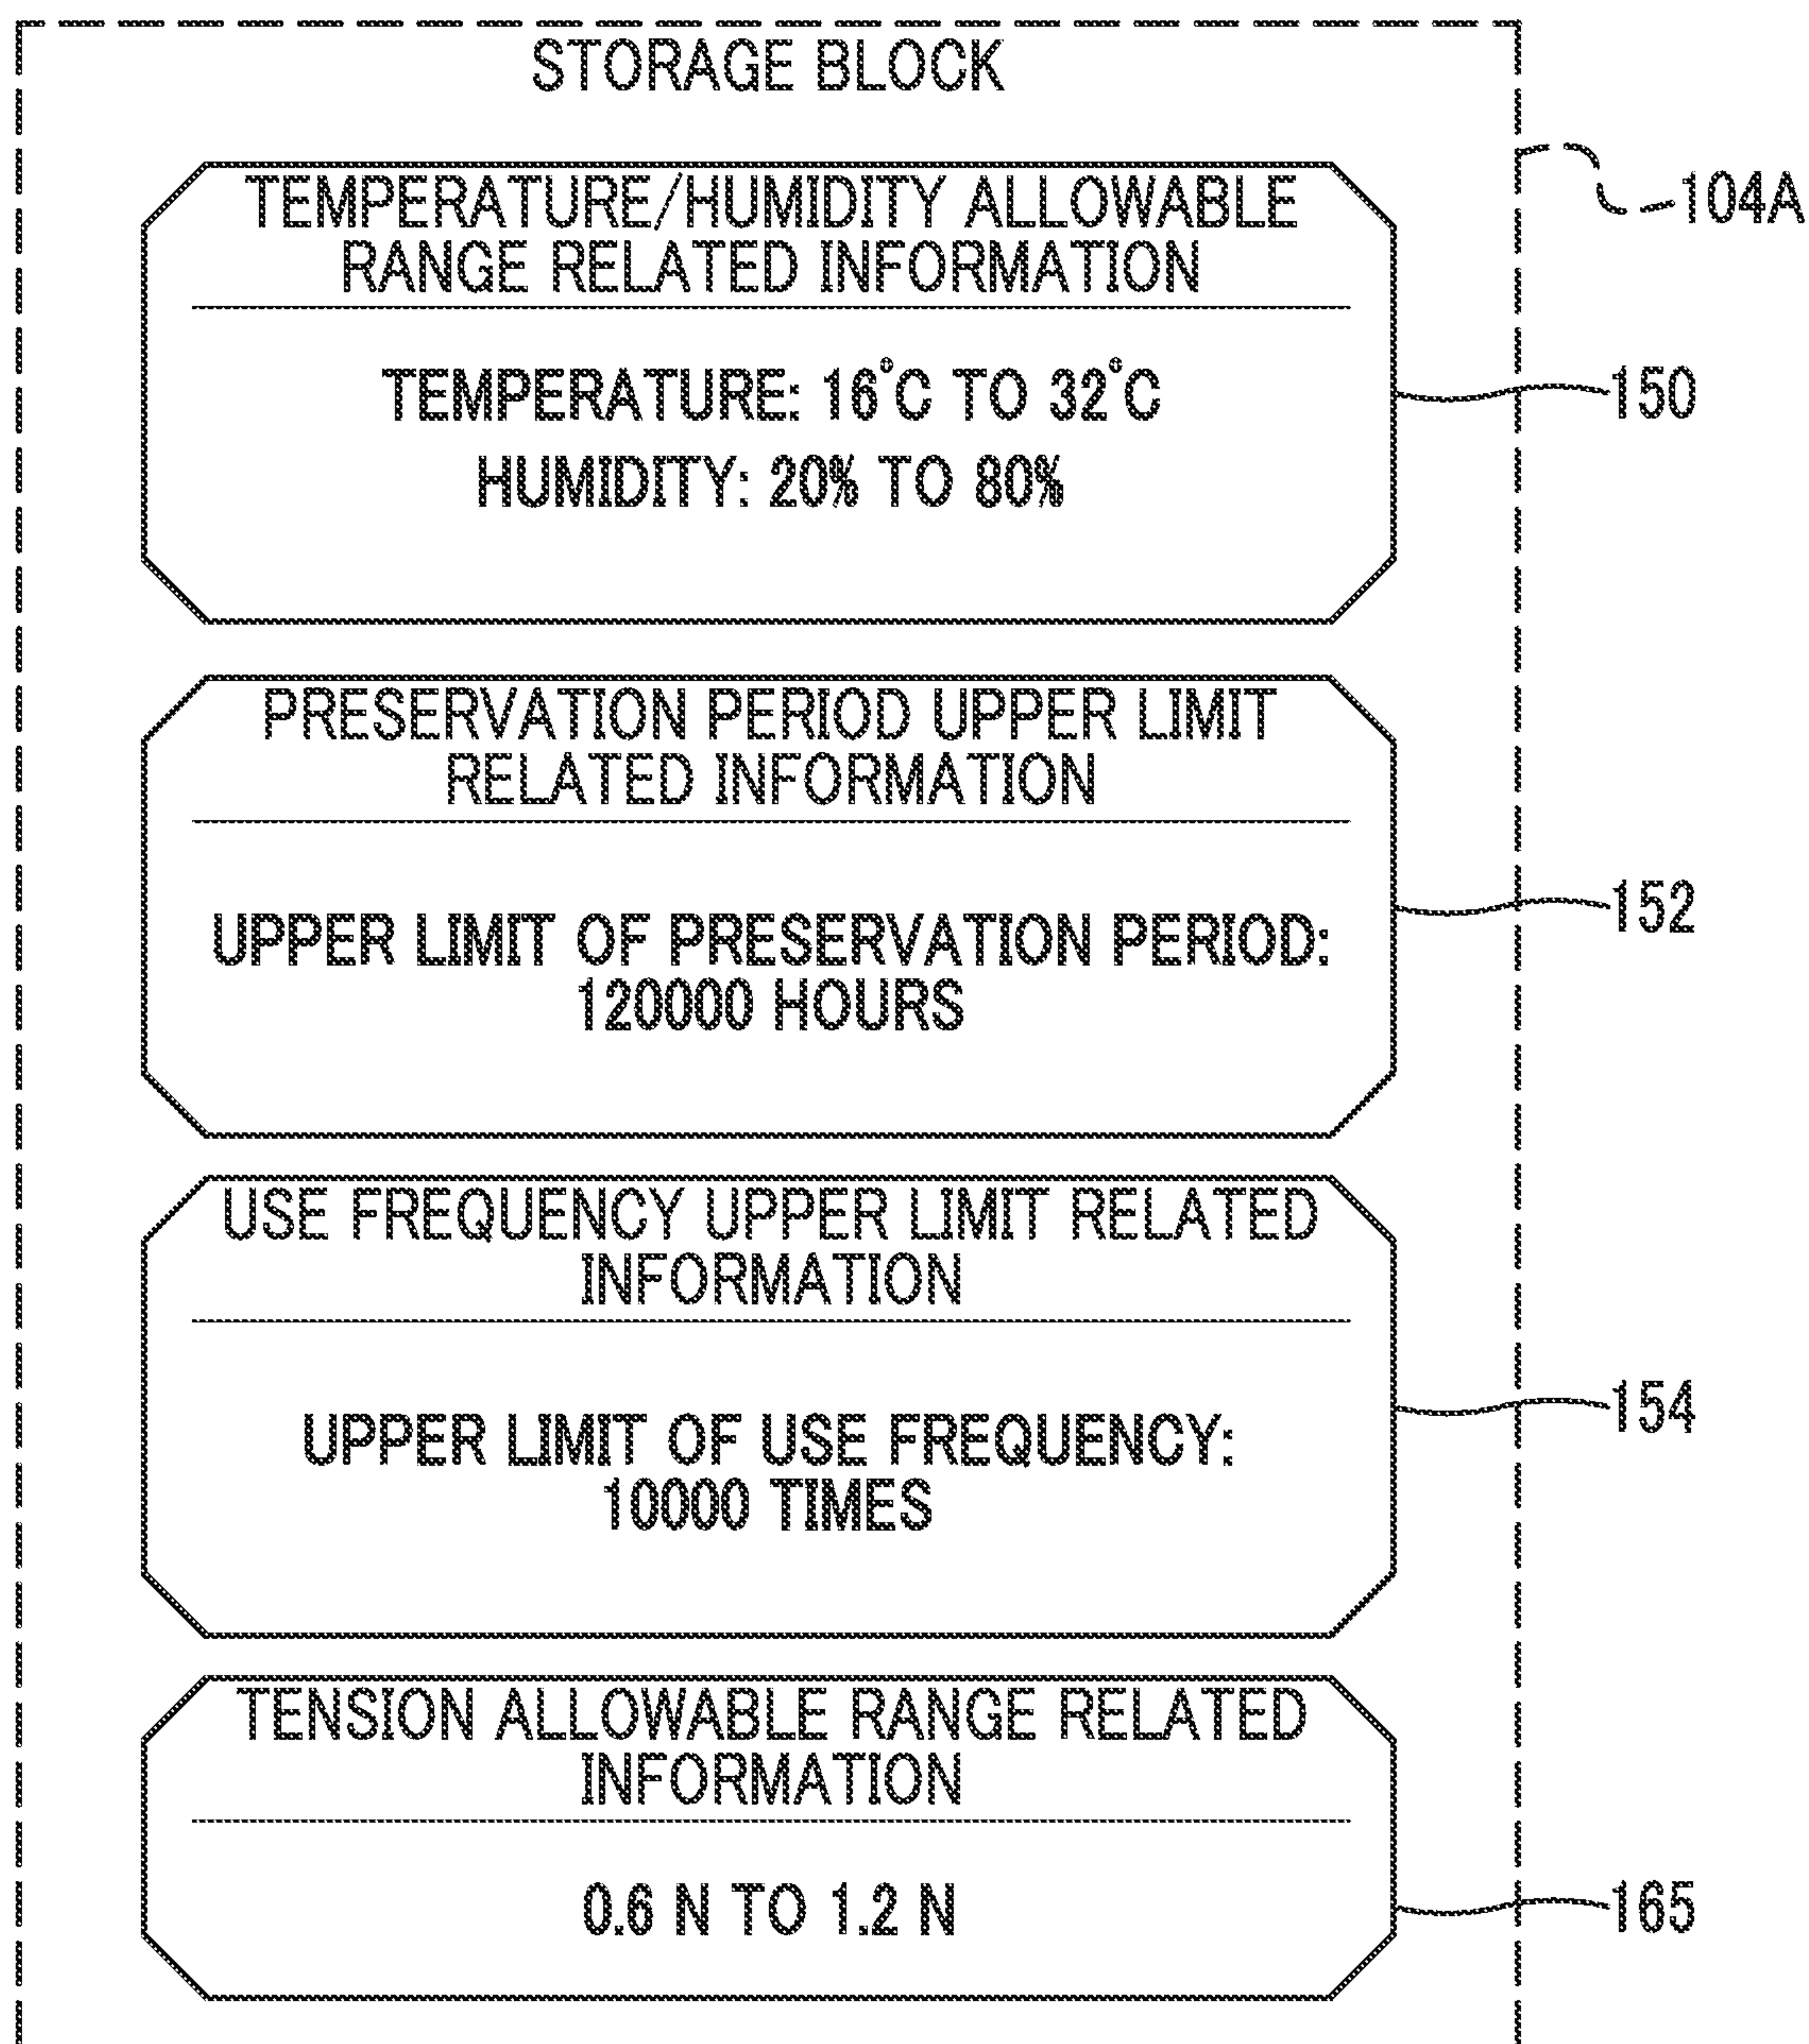 STORAGE BLOCK
104A
TEMPERATURE/HUMIDITY ALLOWABLE
RANGE RELATED INFORMATION
TEMPERATURE: 16°C TO 32°C
HUMIDITY: 20% TO 80%
150
PRESERVATION PERIOD UPPER LIMIT
RELATED INFORMATION
UPPER LIMIT OF PRESERVATION PERIOD:
120000 HOURS
152
USE FREQUENCY UPPER LIMIT RELATED
INFORMATION
UPPER LIMIT OF USE FREQUENCY:
10000 TIMES
154
TENSION ALLOWABLE RANGE RELATED
INFORMATION
0.6 N TO 1.2 N
165